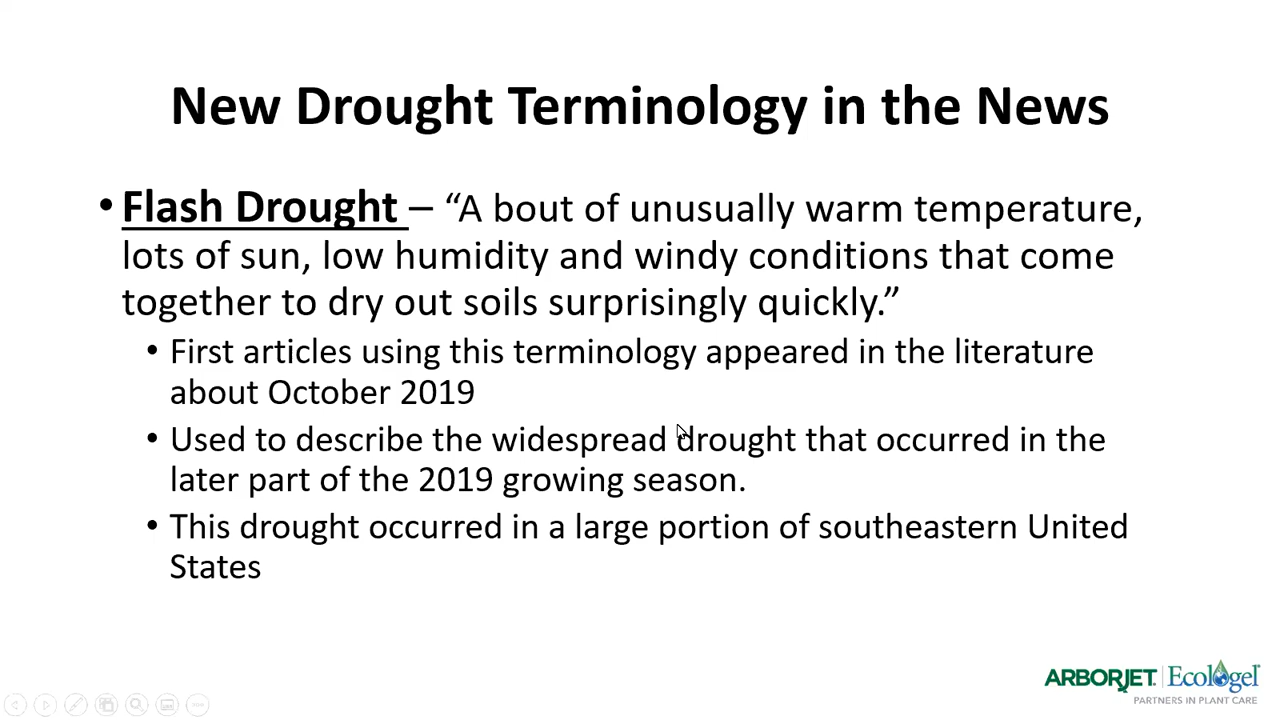 New Drought Terminology in the News
• Flash Drought – “A bout of unusually warm temperature,
lots of sun, low humidity and windy conditions that come
together to dry out soils surprisingly quickly.”
• First articles using this terminology appeared in the literature
about October 2019
• Used to describe the widespread drought that occurred in the
later part of the 2019 growing season.
• This drought occurred in a large portion of southeastern United
States
ARBORJET | Ecologel
PARTNERS IN PLANT CARE